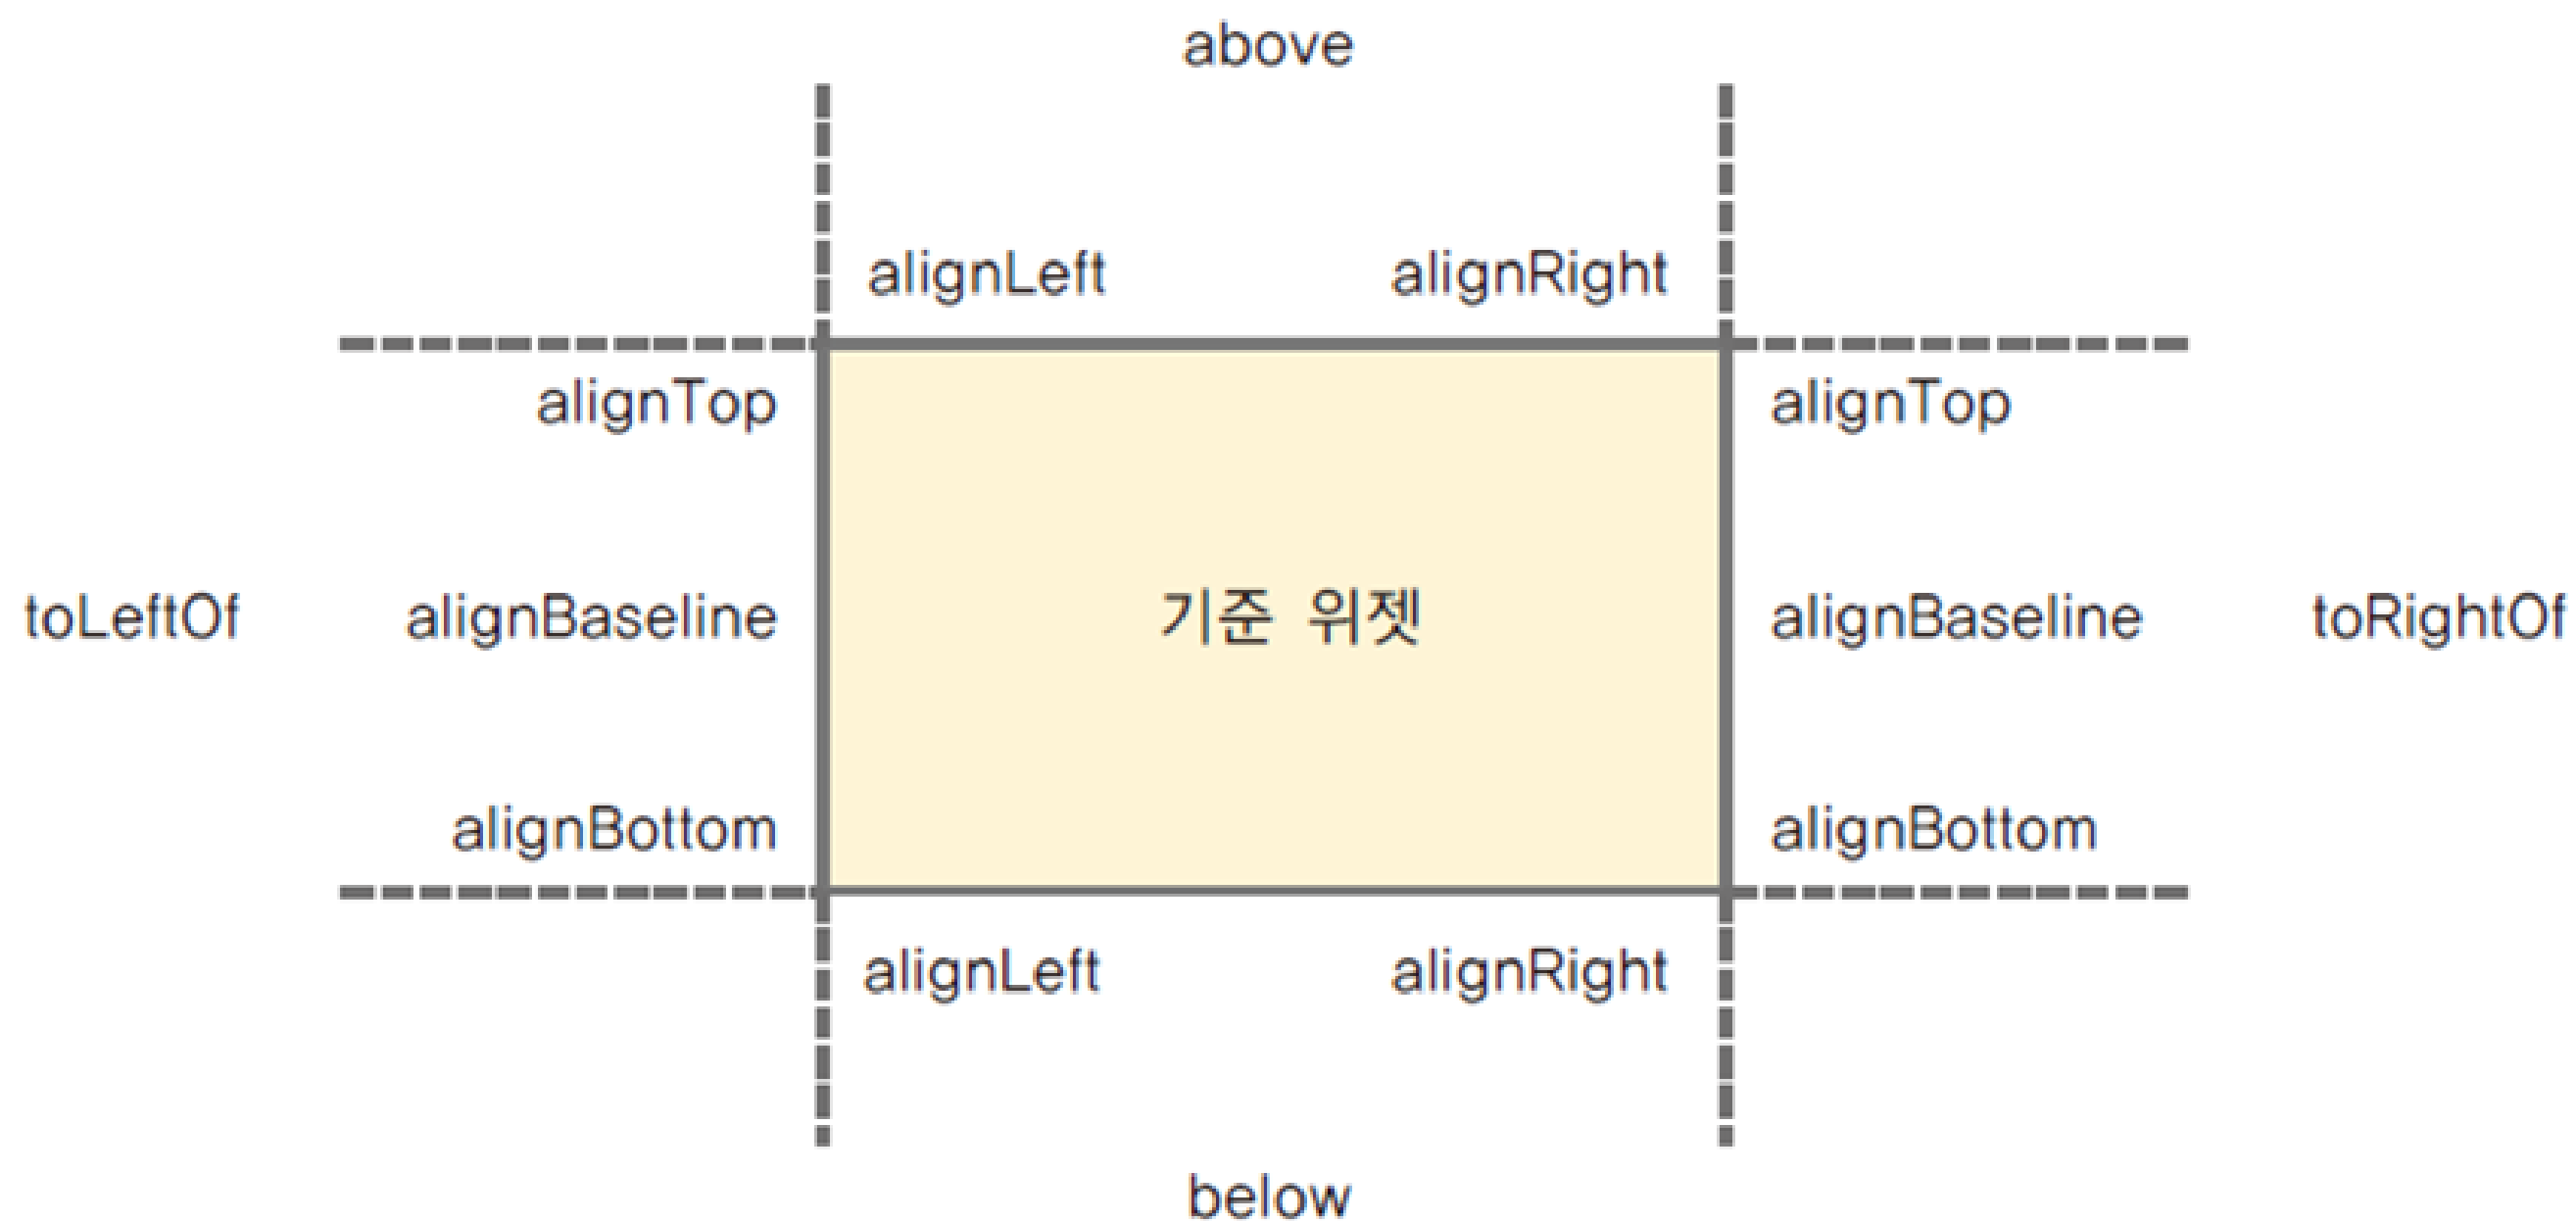 above
alignLeft alignRight
alignTop alignTop
toLeftOf alignBaseline 기준 위젯 alignBaseline toRightOf
alignBottom alignBottom
alignLeft alignRight
below